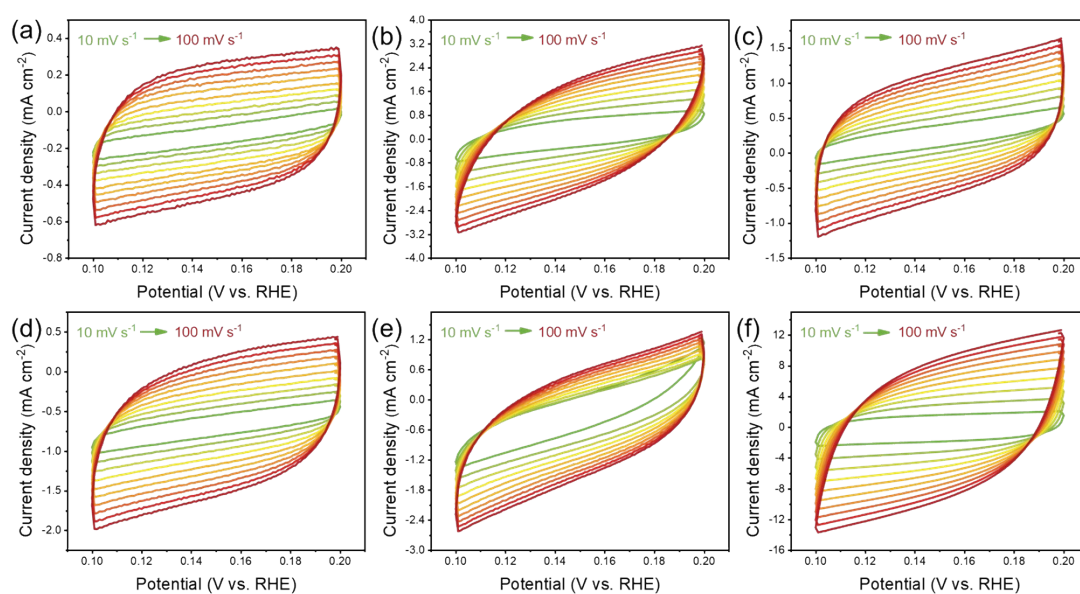 (a)
10 mV s⁻¹ 100 mV s⁻¹
Current density (mA cm⁻²)
0.4
0.2
0.0
-0.2
-0.4
-0.6
-0.8
0.10 0.12 0.14 0.16 0.18 0.20
Potential (V vs. RHE)
(b)
10 mV s⁻¹ 100 mV s⁻¹
Current density (mA cm⁻²)
4.0
3.2
2.4
1.6
0.8
0.0
-0.8
-1.6
-2.4
-3.2
-4.0
0.10 0.12 0.14 0.16 0.18 0.20
Potential (V vs. RHE)
(c)
10 mV s⁻¹ 100 mV s⁻¹
Current density (mA cm⁻²)
1.5
1.0
0.5
0.0
-0.5
-1.0
-1.5
0.10 0.12 0.14 0.16 0.18 0.20
Potential (V vs. RHE)
(d)
10 mV s⁻¹ 100 mV s⁻¹
Current density (mA cm⁻²)
0.5
0.0
-0.5
-1.0
-1.5
-2.0
0.10 0.12 0.14 0.16 0.18 0.20
Potential (V vs. RHE)
(e)
10 mV s⁻¹ 100 mV s⁻¹
Current density (mA cm⁻²)
1.2
0.6
0.0
-0.6
-1.2
-1.8
-2.4
-3.0
0.10 0.12 0.14 0.16 0.18 0.20
Potential (V vs. RHE)
(f)
10 mV s⁻¹ 100 mV s⁻¹
Current density (mA cm⁻²)
12
8
4
0
-4
-8
-12
-16
0.10 0.12 0.14 0.16 0.18 0.20
Potential (V vs. RHE)